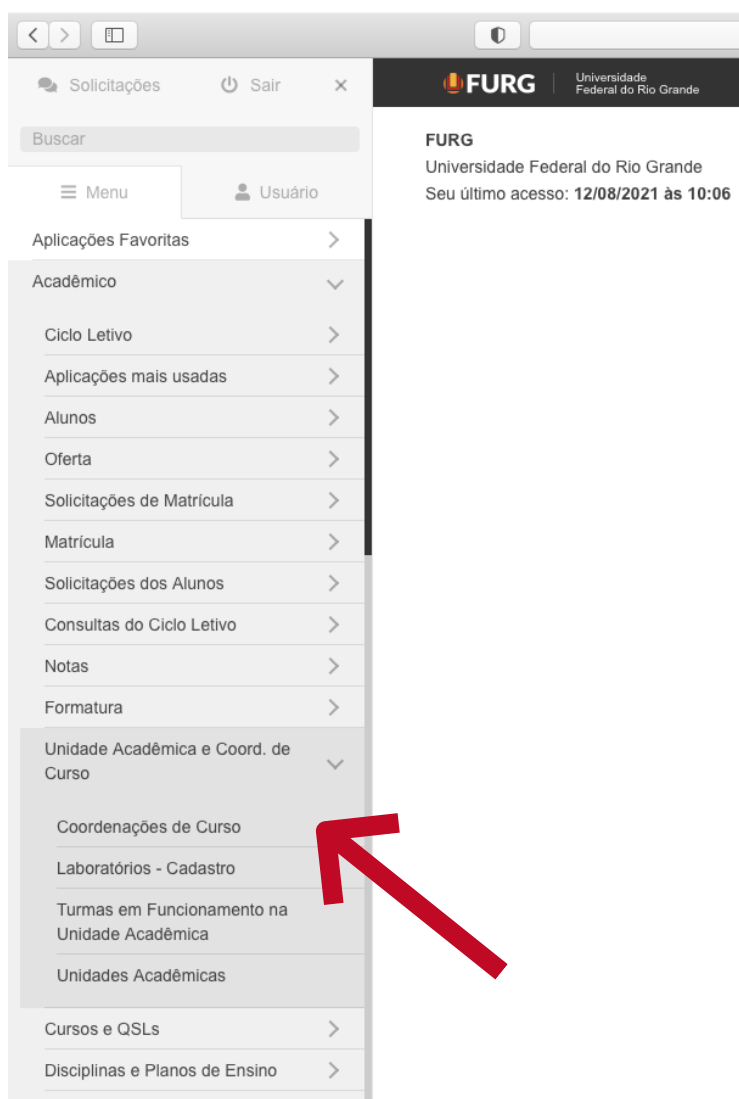 Solicitações Sair
FURG Universidade
Federal do Rio Grande
Buscar
Menu Usuário
FURG
Universidade Federal do Rio Grande
Seu último acesso: 12/08/2021 às 10:06
Aplicações Favoritas
Acadêmico
Ciclo Letivo
Aplicações mais usadas
Alunos
Oferta
Solicitações de Matrícula
Matrícula
Solicitações dos Alunos
Consultas do Ciclo Letivo
Notas
Formatura
Unidade Acadêmica e Coord. de
Curso
Coordenações de Curso
Laboratórios - Cadastro
Turmas em Funcionamento na
Unidade Acadêmica
Unidades Acadêmicas
Cursos e QSLs
Disciplinas e Planos de Ensino